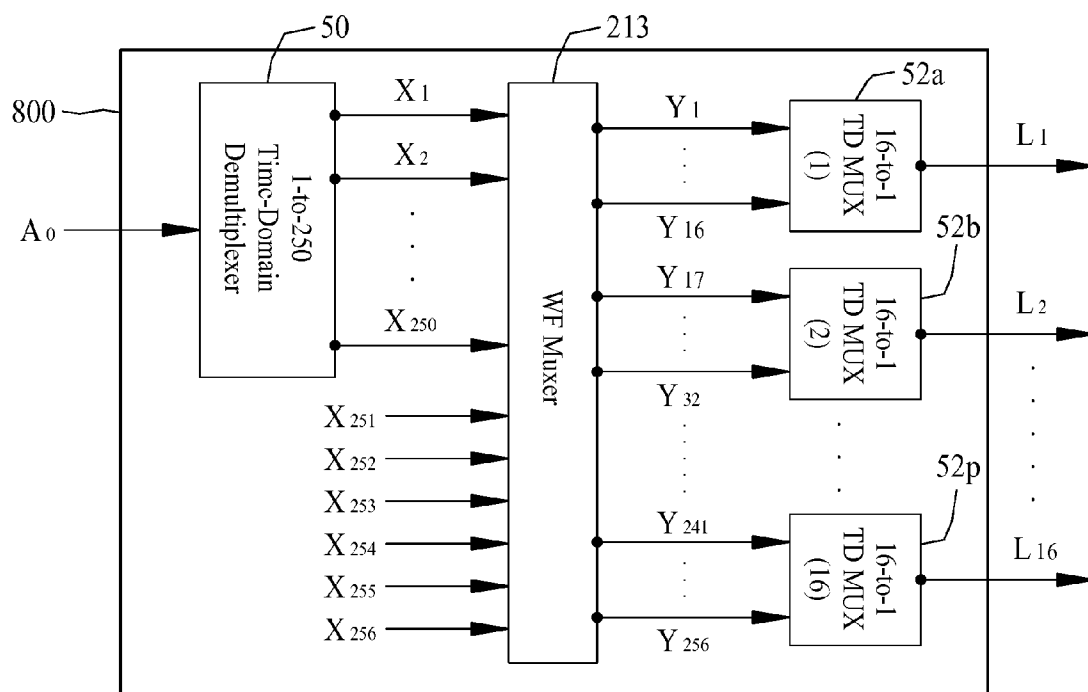 50
213
800
52a
X1
Y1
16-to-1
TD MUX
(1)
L1
X2
1-to-250
Time-Domain
Demultiplexer
A0
Y16
52b
Y17
16-to-1
TD MUX
(2)
L2
X250
WF Muxer
Y32
X251
X252
52p
X253
Y241
16-to-1
TD MUX
(16)
L16
X254
X255
X256
Y256